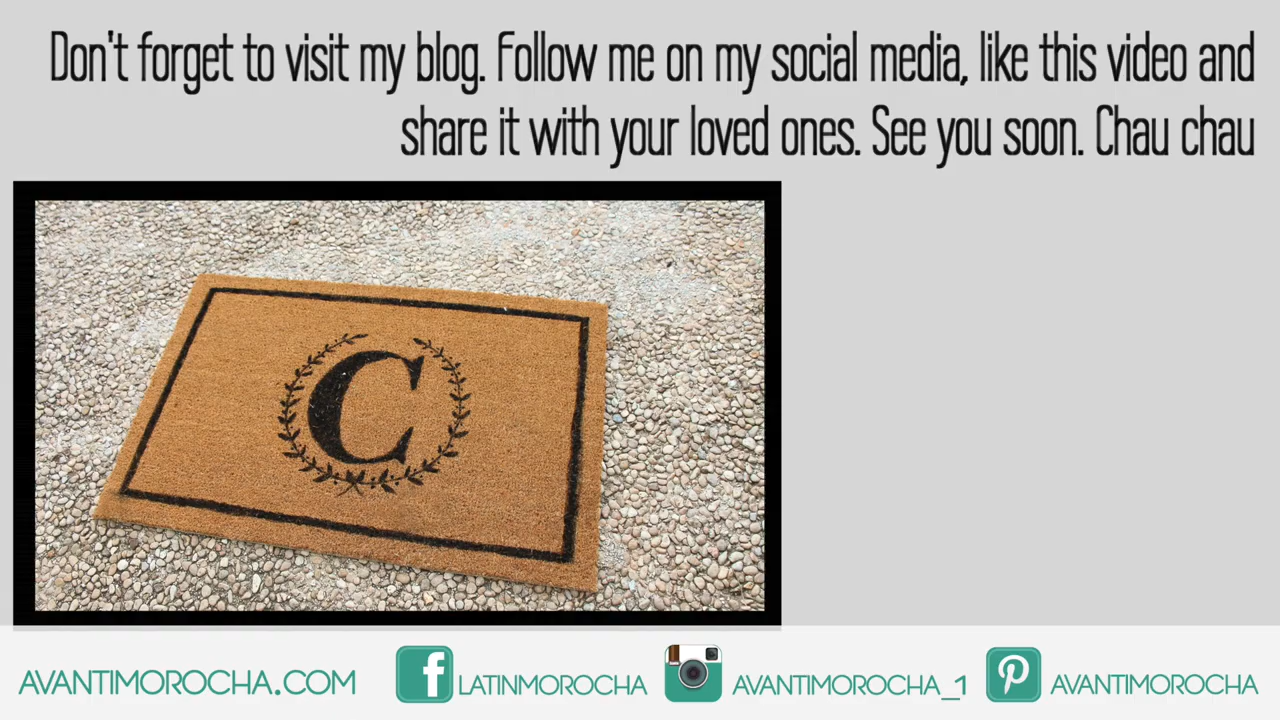 Don't forget to visit my blog. Follow me on my social media, like this video and
share it with your loved ones. See you soon. Chau chau
C
AVANTIMOROCHA.COM
f LATINMOROCHA
AVANTIMOROCHA_1
AVANTIMOROCHA